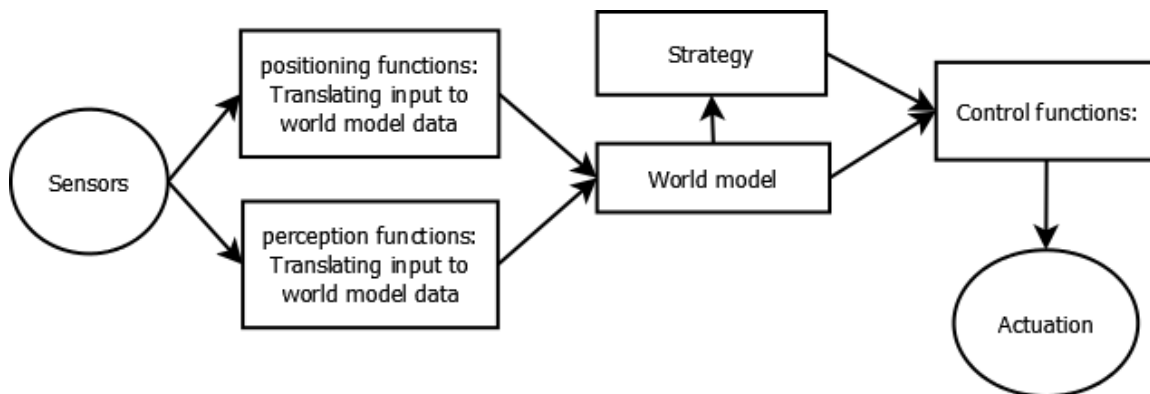 Sensors
positioning functions:
Translating input to
world model data
perception functions:
Translating input to
world model data
Strategy
World model
Control functions:
Actuation